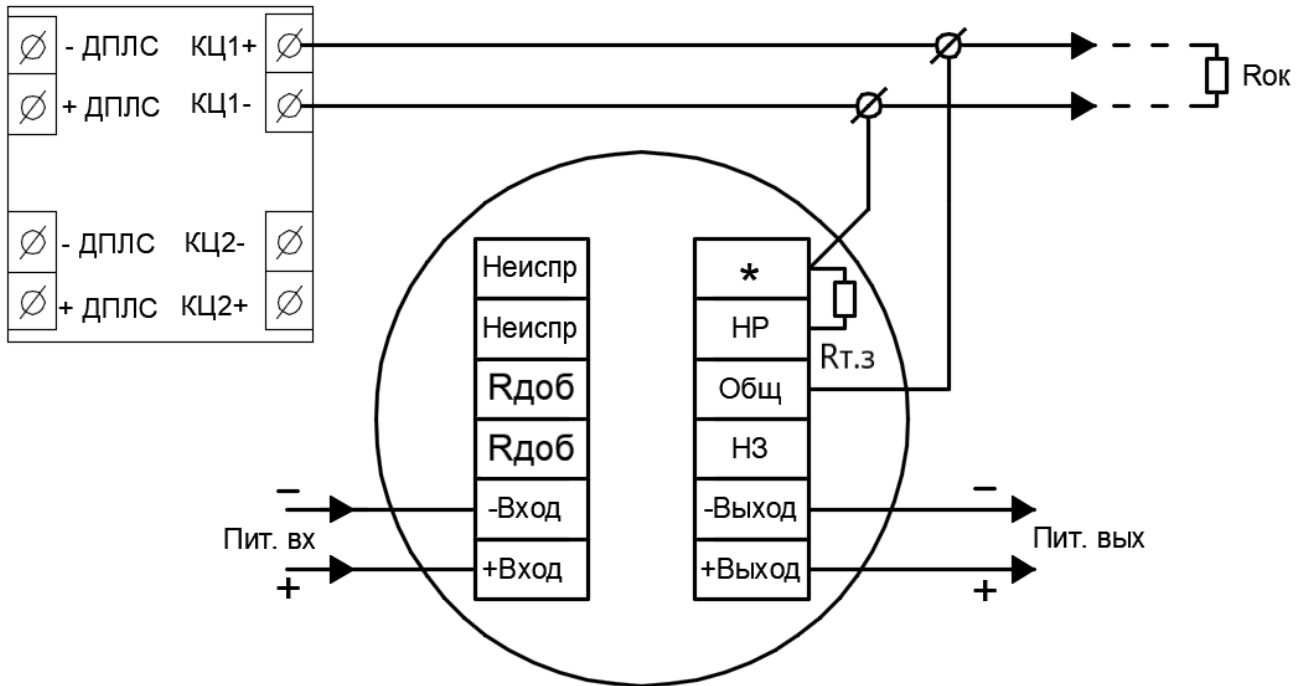 - ДПЛС КЦ1+
+ ДПЛС КЦ1-
Rок
- ДПЛС КЦ2-
+ ДПЛС КЦ2+
Неиспр *
Неиспр НР
Rт.з
Rдоб Общ
Rдоб НЗ
- -Вход -Выход -
Пит. вх Пит. вых
+ +Вход +Выход +